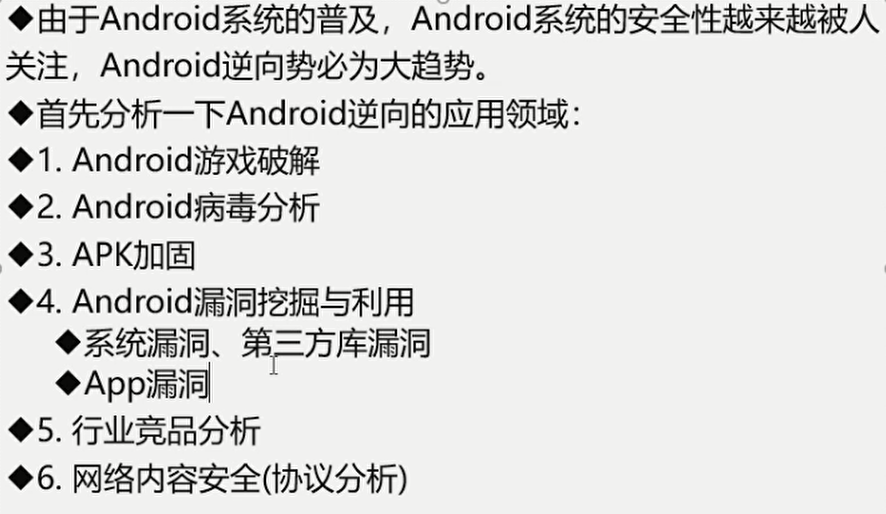 ◆由于Android系统的普及，Android系统的安全性越来越被人
关注，Android逆向势必为大趋势。
◆首先分析一下Android逆向的应用领域：
◆1. Android游戏破解
◆2. Android病毒分析
◆3. APK加固
◆4. Android漏洞挖掘与利用
◆系统漏洞、第三方库漏洞
◆App漏洞
◆5. 行业竞品分析
◆6. 网络内容安全(协议分析)